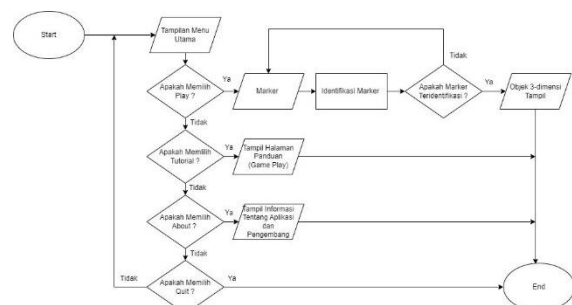 Start
Tampilan Menu
Utama
Tidak
Apakah Memilih
Play ?
Ya
Marker
Identifikasi Marker
Apakah Marker
Teridentifikasi ?
Ya
Objek 3-dimensi
Tampil
Tidak
Apakah Memilih
Tutorial ?
Ya
Tampil Halaman
Panduan
(Game Play)
Tidak
Apakah Memilih
About ?
Ya
Tampil Informasi
Tentang Aplikasi
dan
Pengembang
Tidak
Tidak
Apakah Memilih
Quit ?
Ya
End